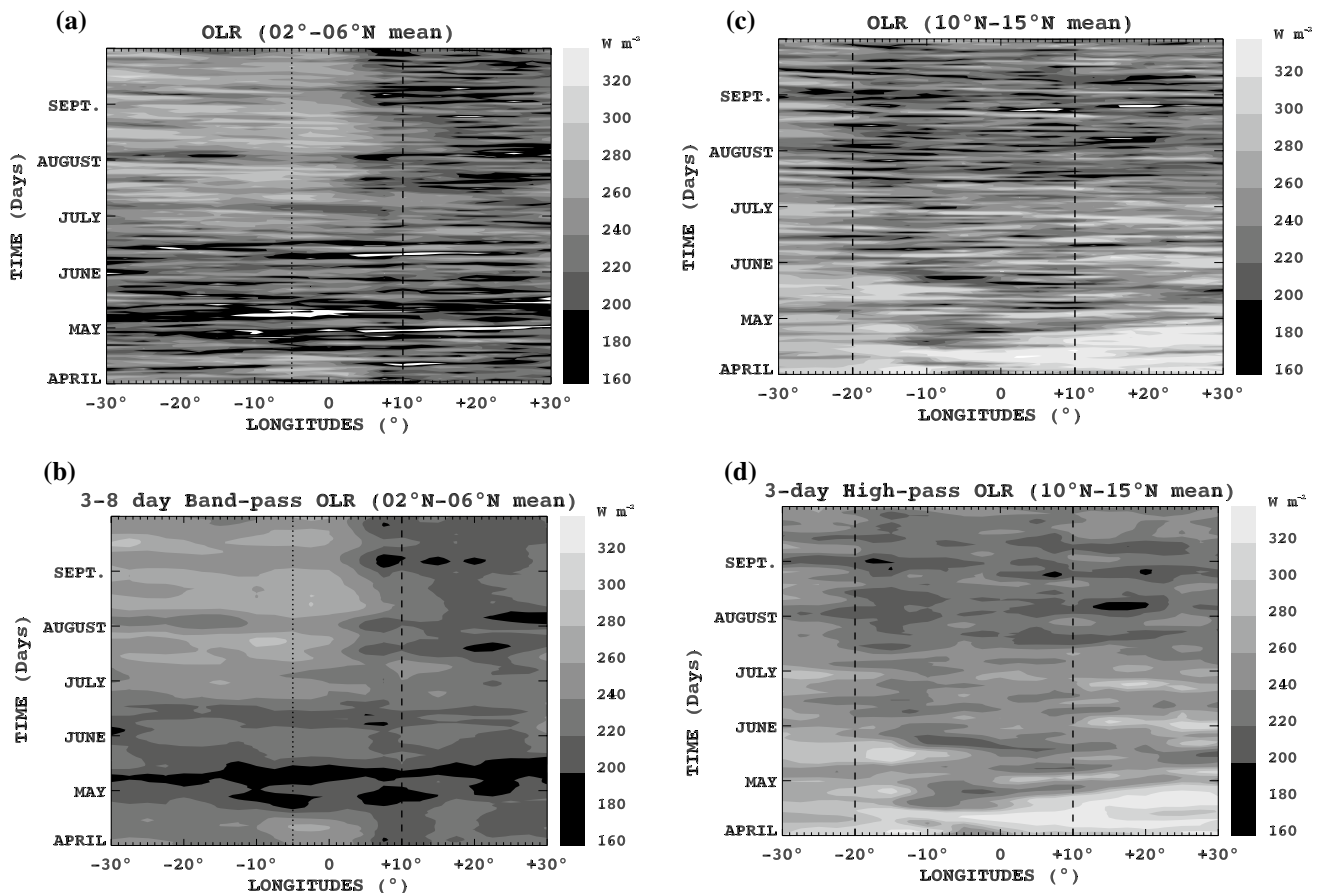 (a)
OLR (02°-06°N mean)
W m⁻²
320
300
280
260
240
220
200
180
160
SEPT.
AUGUST
JULY
JUNE
MAY
APRIL
TIME (Days)
-30° -20° -10° 0 +10° +20° +30°
LONGITUDES (°)
(c)
OLR (10°N-15°N mean)
W m⁻²
320
300
280
260
240
220
200
180
160
SEPT.
AUGUST
JULY
JUNE
MAY
APRIL
TIME (Days)
-30° -20° -10° 0 +10° +20° +30°
LONGITUDES (°)
(b)
3-8 day Band-pass OLR (02°N-06°N mean)
W m⁻²
320
300
280
260
240
220
200
180
160
SEPT.
AUGUST
JULY
JUNE
MAY
APRIL
TIME (Days)
-30° -20° -10° 0 +10° +20° +30°
LONGITUDES (°)
(d)
3-day High-pass OLR (10°N-15°N mean)
W m⁻²
320
300
280
260
240
220
200
180
160
SEPT.
AUGUST
JULY
JUNE
MAY
APRIL
TIME (Days)
-30° -20° -10° 0 +10° +20° +30°
LONGITUDES (°)